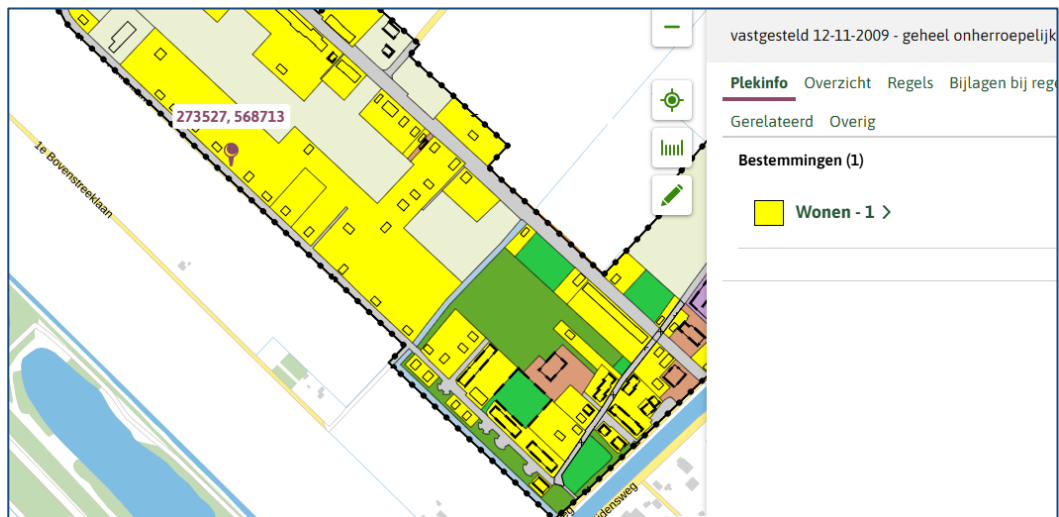 vastgesteld 12-11-2009 - geheel onherroepelijk
Plekinfo Overzicht Regels Bijlagen bij reg
Gerelateerd Overig
Bestemmingen (1)
Wonen - 1 >
273527, 568713
1e Bovenstreeklaan